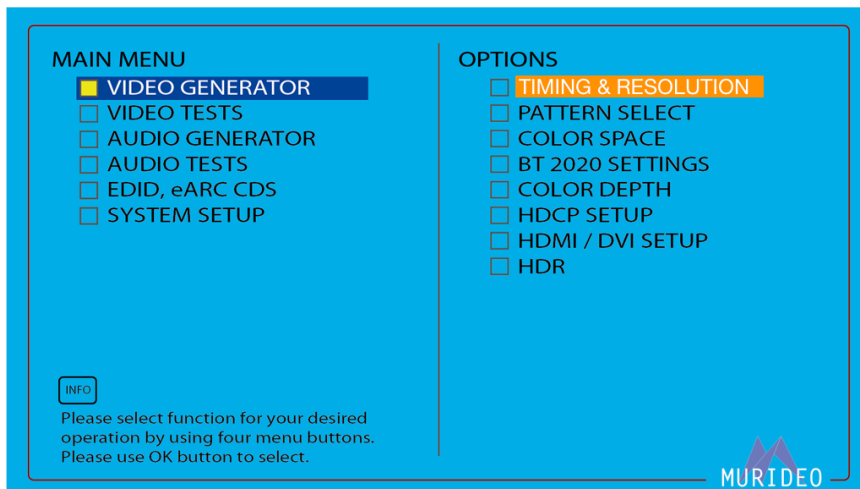 MAIN MENU
VIDEO GENERATOR
VIDEO TESTS
AUDIO GENERATOR
AUDIO TESTS
EDID, eARC CDS
SYSTEM SETUP
INFO
Please select function for your desired
operation by using four menu buttons.
Please use OK button to select.
OPTIONS
TIMING & RESOLUTION
PATTERN SELECT
COLOR SPACE
BT 2020 SETTINGS
COLOR DEPTH
HDCP SETUP
HDMI / DVI SETUP
HDR
MURIDEO